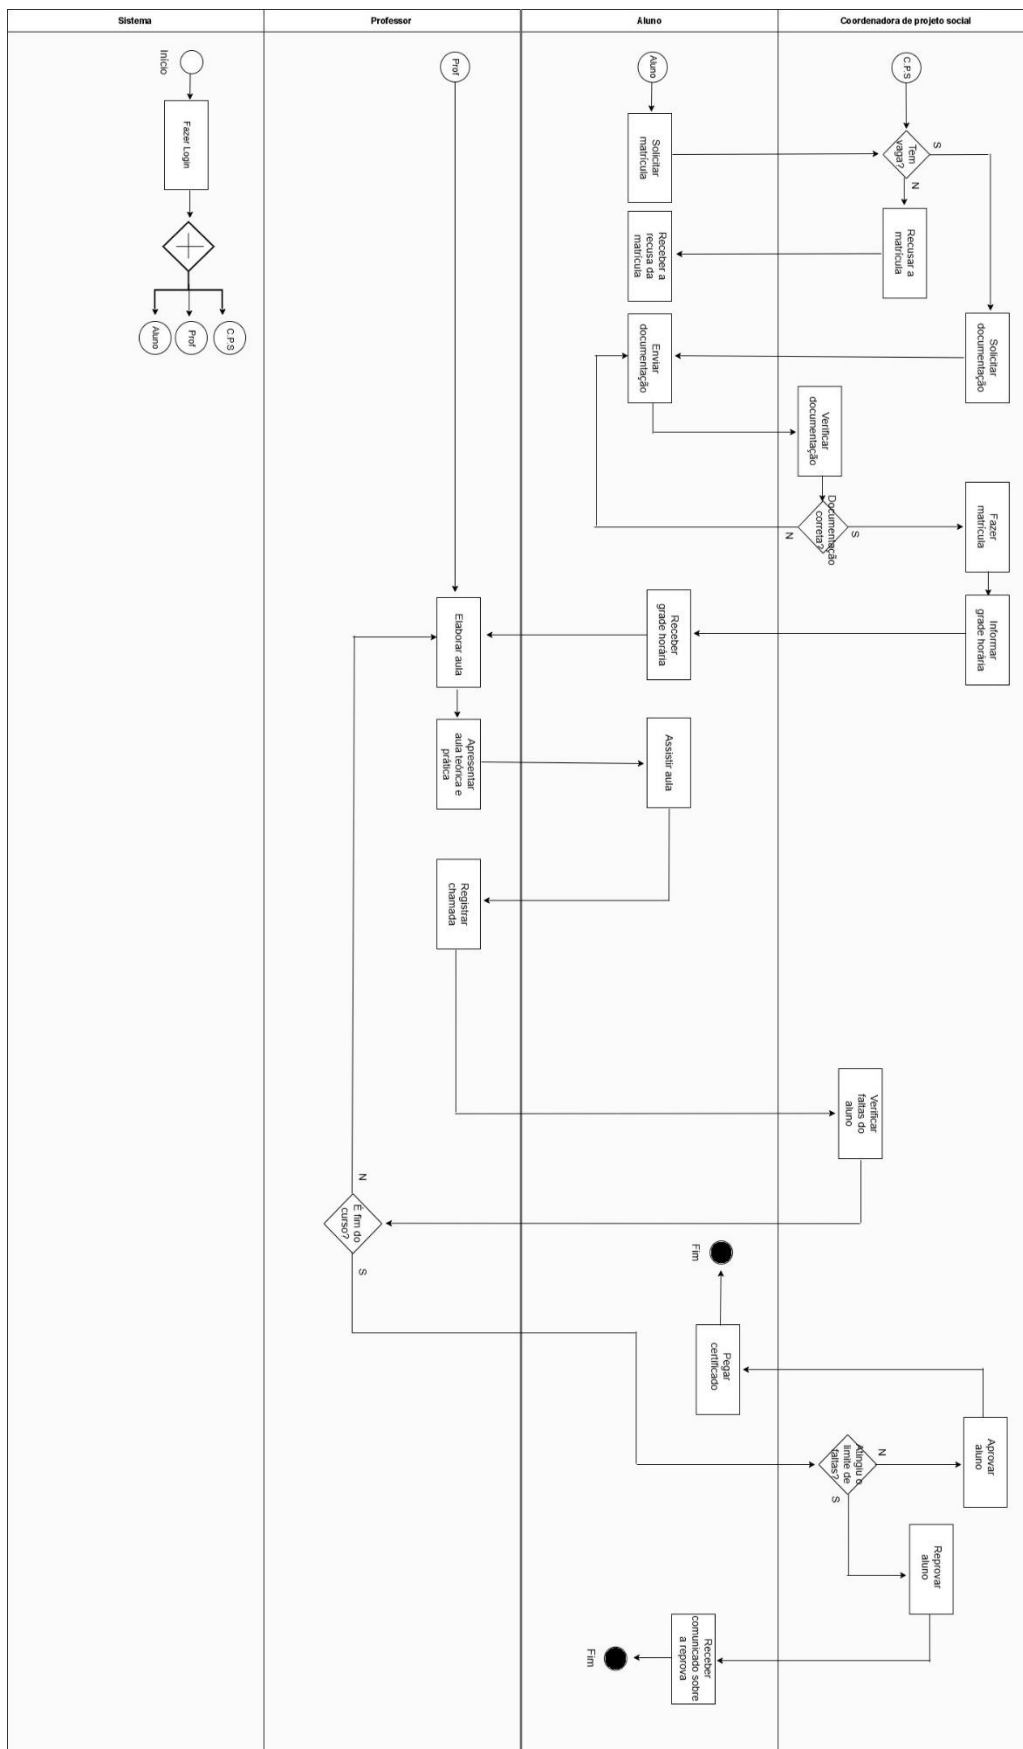 Sistema
Professor
Aluno
Coordenadora de projeto social
Início
Fazer Login
Aluno
Prof
C.P.S
Prof
Aluno
C.P.S
Solicitar
matrícula
Tem
vaga?
S
N
Recusar a
matrícula
Receber a
recusa da
matrícula
Solicitar
documentação
Enviar
documentação
Verificar
documentação
Documentação
correta?
S
N
Fazer
matrícula
Informar
grade horária
Receber
grade horária
Elaborar aula
Apresentar
aula teórica e
prática
Assistir aula
Registrar
chamada
Verificar
faltas do
aluno
É fim do
curso?
N
S
Atingiu o
limite de
faltas?
N
S
Aprovar
aluno
Pegar
certificado
Fim
Reprovar
aluno
Receber
comunicado sobre
a reprova
Fim